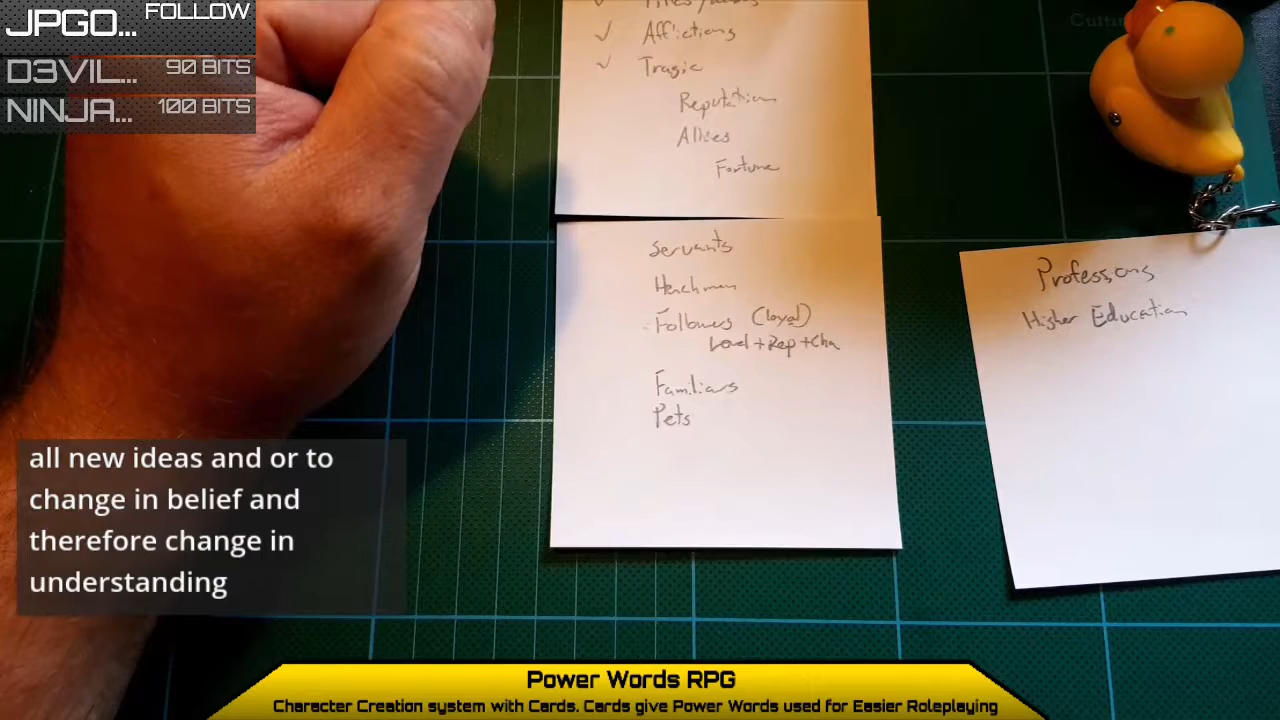 JPGO...
FOLLOW
D3VIL...
90 BITS
NINJA...
100 BITS
Afflictions
Tragic
Reputation
Allies
Fortune
Servants
Henchmen
Followers (loyal)
Level + Rep + Cha
Familiars
Pets
Professions
Higher Education
all new ideas and or to
change in belief and
therefore change in
understanding
Power Words RPG
Character Creation system with Cards. Cards give Power Words used for Easier Roleplaying